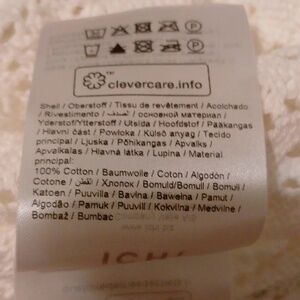 clevercare.info
Shell / Oberstoff / Tissu de revêtement / Acolchado
/ Rivestimento / الصدف / основной материал /
Yderstof/Ytterstoff / Utsida / Hoofdstof / Pääkangas
/ Hlavní část / Powłoka / Külső anyag / Tecido
principal / Ljuska / Põhikangas / Apvalks /
Apvalkalas / Hlavná látka / Lupina / Material
principal:
100% Cotton / Baumwolle / Coton / Algodón /
Cotone / القطن / Хлопок / Bomuld/Bomull / Bomull /
Katoen / Puuvilla / Bavlna / Bawełna / Pamut /
Algodão / Pamuk / Puuvill / Kokvilna / Medvilnė /
Bombaž / Bumbac